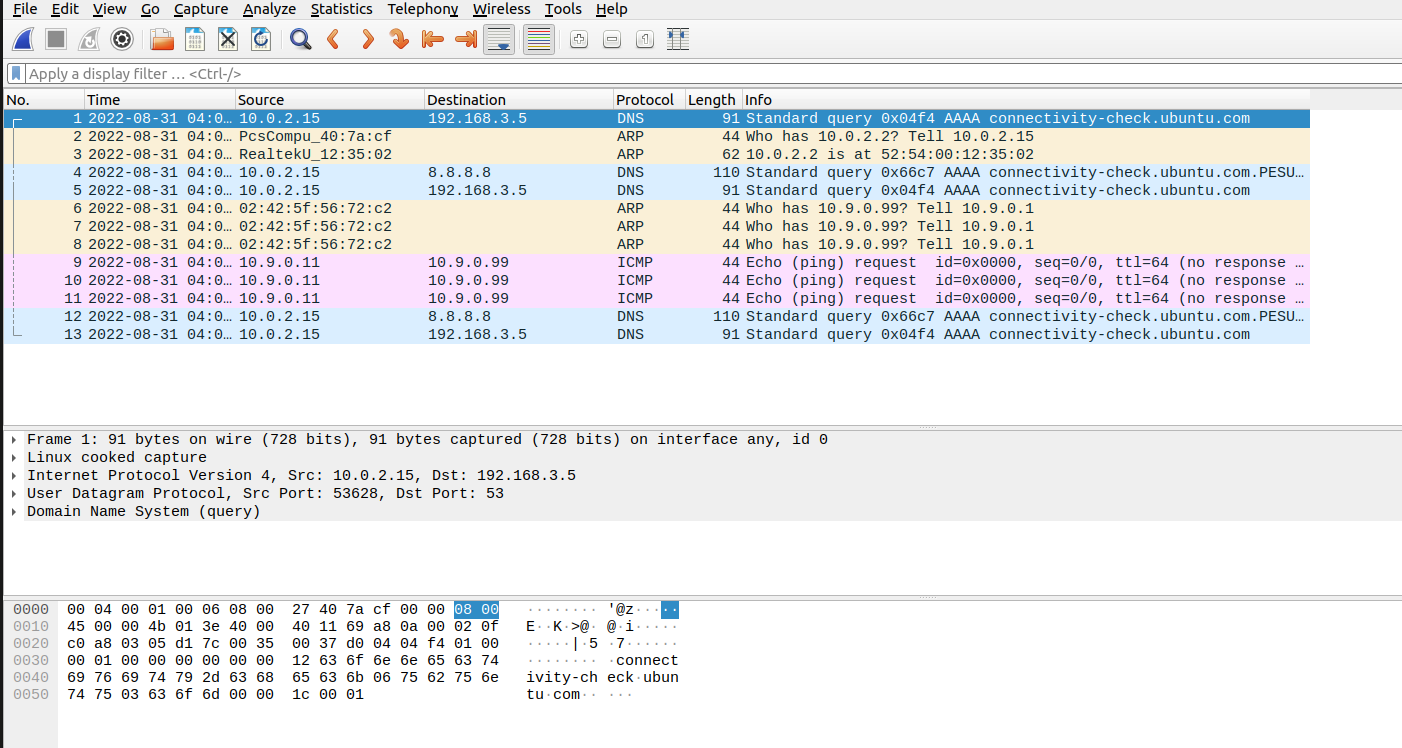 File Edit View Go Capture Analyze Statistics Telephony Wireless Tools Help
Apply a display filter … <Ctrl-/>
No. Time Source Destination Protocol Length Info
1 2022-08-31 04:0… 10.0.2.15 192.168.3.5 DNS 91 Standard query 0x04f4 AAAA connectivity-check.ubuntu.com
2 2022-08-31 04:0… PcsCompu_40:7a:cf ARP 44 Who has 10.0.2.2? Tell 10.0.2.15
3 2022-08-31 04:0… RealtekU_12:35:02 ARP 62 10.0.2.2 is at 52:54:00:12:35:02
4 2022-08-31 04:0… 10.0.2.15 8.8.8.8 DNS 110 Standard query 0x66c7 AAAA connectivity-check.ubuntu.com.PESU…
5 2022-08-31 04:0… 10.0.2.15 192.168.3.5 DNS 91 Standard query 0x04f4 AAAA connectivity-check.ubuntu.com
6 2022-08-31 04:0… 02:42:5f:56:72:c2 ARP 44 Who has 10.9.0.99? Tell 10.9.0.1
7 2022-08-31 04:0… 02:42:5f:56:72:c2 ARP 44 Who has 10.9.0.99? Tell 10.9.0.1
8 2022-08-31 04:0… 02:42:5f:56:72:c2 ARP 44 Who has 10.9.0.99? Tell 10.9.0.1
9 2022-08-31 04:0… 10.9.0.11 10.9.0.99 ICMP 44 Echo (ping) request id=0x0000, seq=0/0, ttl=64 (no response …
10 2022-08-31 04:0… 10.9.0.11 10.9.0.99 ICMP 44 Echo (ping) request id=0x0000, seq=0/0, ttl=64 (no response …
11 2022-08-31 04:0… 10.9.0.11 10.9.0.99 ICMP 44 Echo (ping) request id=0x0000, seq=0/0, ttl=64 (no response …
12 2022-08-31 04:0… 10.0.2.15 8.8.8.8 DNS 110 Standard query 0x66c7 AAAA connectivity-check.ubuntu.com.PESU…
13 2022-08-31 04:0… 10.0.2.15 192.168.3.5 DNS 91 Standard query 0x04f4 AAAA connectivity-check.ubuntu.com
Frame 1: 91 bytes on wire (728 bits), 91 bytes captured (728 bits) on interface any, id 0
Linux cooked capture
Internet Protocol Version 4, Src: 10.0.2.15, Dst: 192.168.3.5
User Datagram Protocol, Src Port: 53628, Dst Port: 53
Domain Name System (query)
0000 00 04 00 01 00 06 08 00 27 40 7a cf 00 00 08 00 ········ '@z·····
0010 45 00 00 4b 01 3e 40 00 40 11 69 a8 0a 00 02 0f E··K·>@· @·i·····
0020 c0 a8 03 05 d1 7c 00 35 00 37 d0 04 04 f4 01 00 ·····|·5 ·7······
0030 00 01 00 00 00 00 00 00 12 63 6f 6e 6e 65 63 74 ········ ·connect
0040 69 76 69 74 79 2d 63 68 65 63 6b 06 75 62 75 6e ivity-ch eck·ubun
0050 74 75 03 63 6f 6d 00 00 1c 00 01 tu·com·· ···